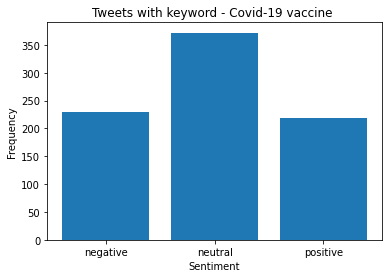 Tweets with keyword - Covid-19 vaccine
Frequency
350
300
250
200
150
100
50
0
negative neutral positive
Sentiment